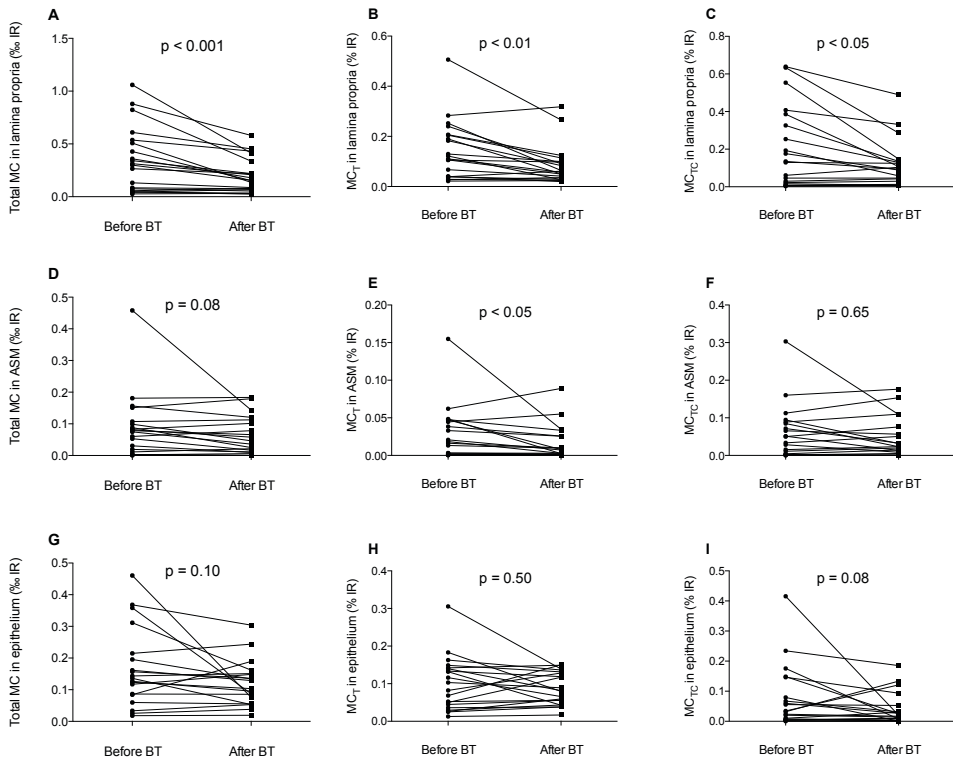 A
Total MC in lamina propria (‰ IR)
p < 0.001
1.5
1.0
0.5
0.0
Before BT After BT
B
MC_T in lamina propria (% IR)
p < 0.01
0.6
0.4
0.2
0.0
Before BT After BT
C
MC_TC in lamina propria (% IR)
p < 0.05
0.8
0.6
0.4
0.2
0.0
Before BT After BT
D
Total MC in ASM (‰ IR)
p = 0.08
0.5
0.4
0.3
0.2
0.1
0.0
Before BT After BT
E
MC_T in ASM (% IR)
p < 0.05
0.20
0.15
0.10
0.05
0.00
Before BT After BT
F
MC_TC in ASM (% IR)
p = 0.65
0.4
0.3
0.2
0.1
0.0
Before BT After BT
G
Total MC in epithelium (‰ IR)
p = 0.10
0.5
0.4
0.3
0.2
0.1
0.0
Before BT After BT
H
MC_T in epithelium (% IR)
p = 0.50
0.4
0.3
0.2
0.1
0.0
Before BT After BT
I
MC_TC in epithelium (% IR)
p = 0.08
0.5
0.4
0.3
0.2
0.1
0.0
Before BT After BT